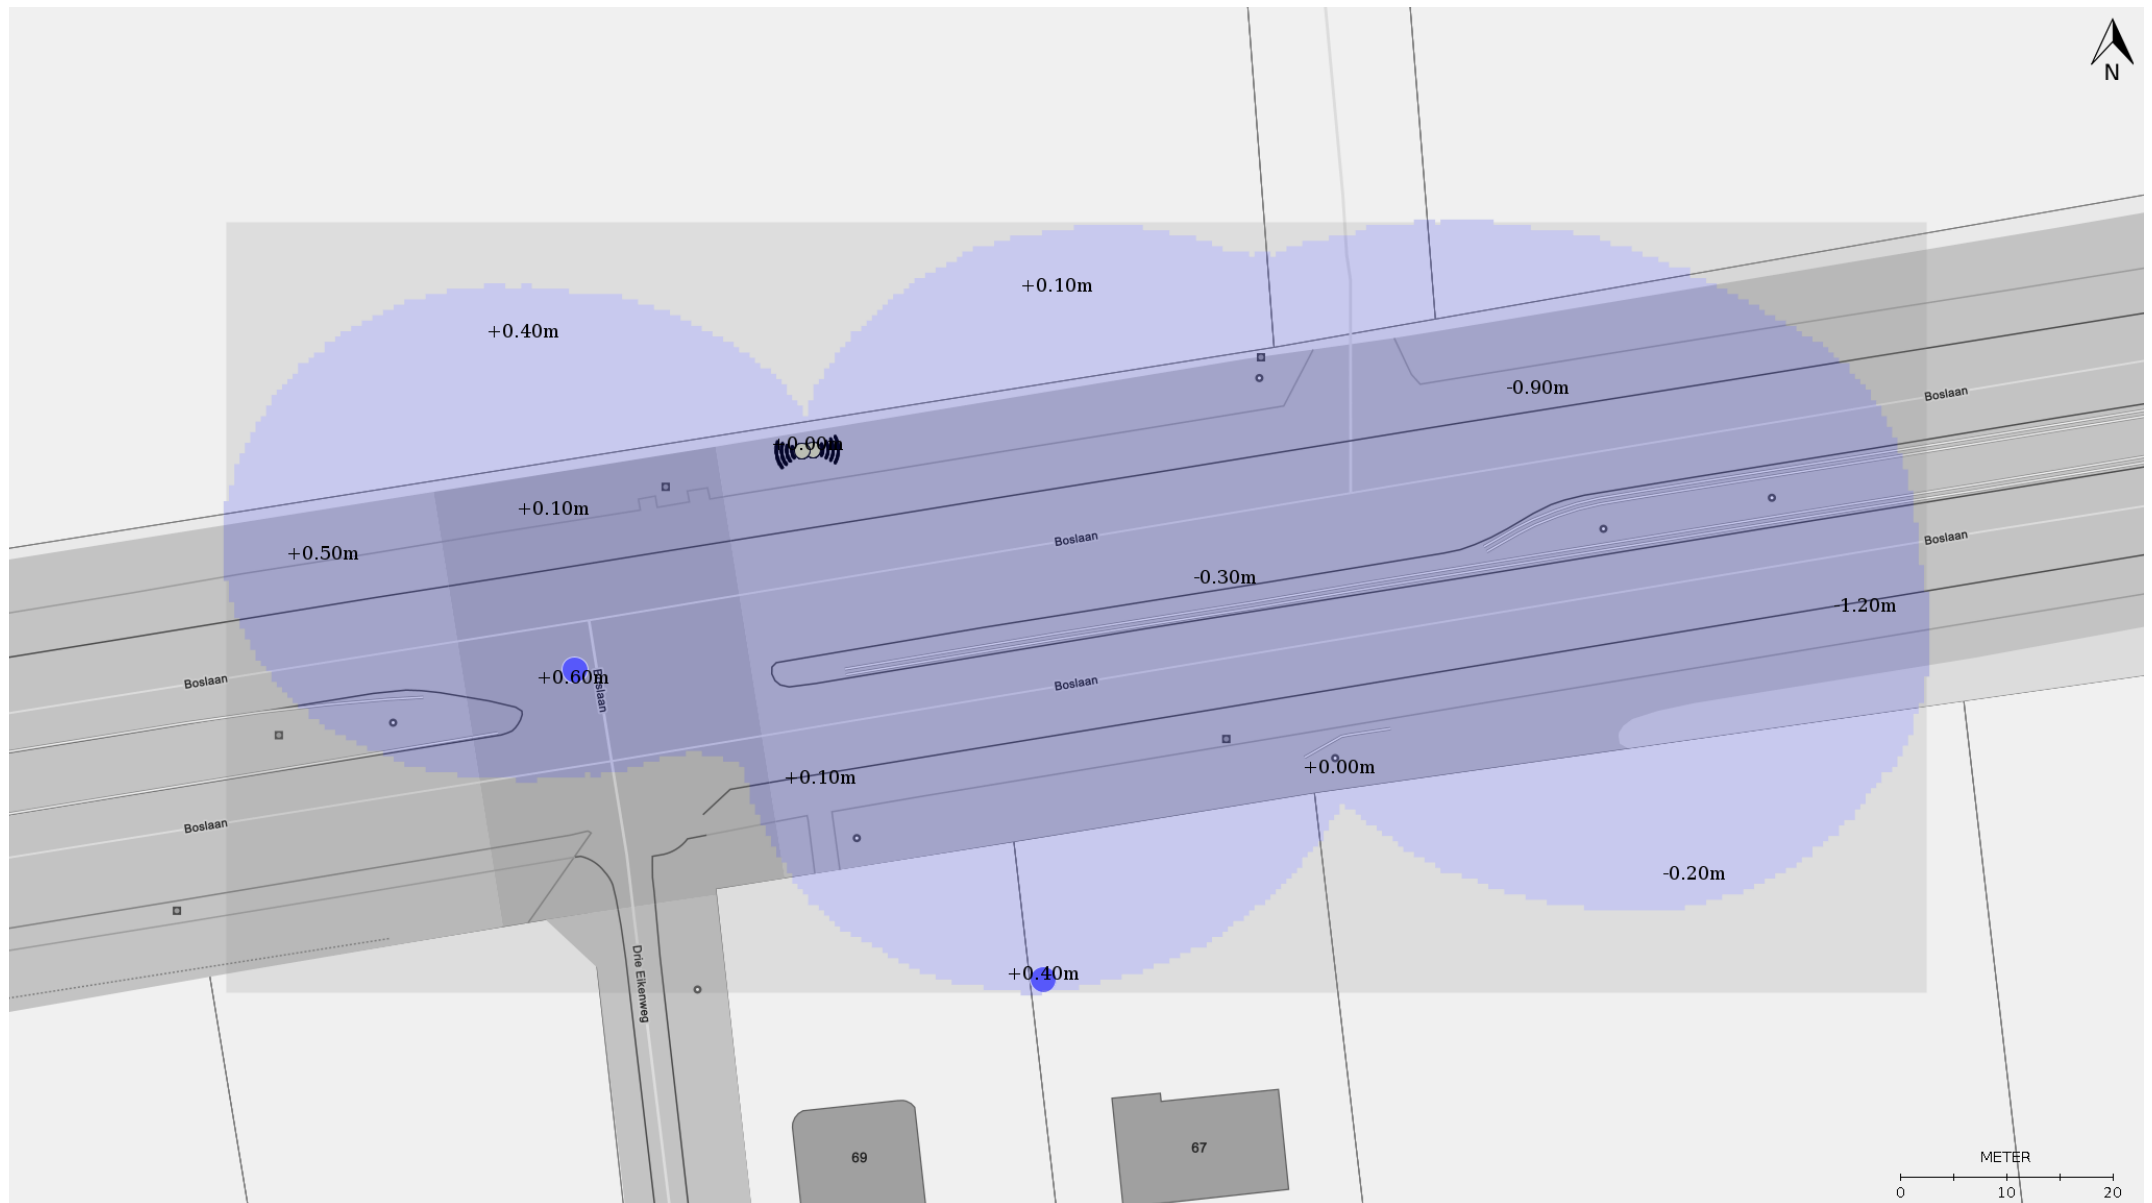 N
+0.10m
+0.40m
-0.90m
Boslaan
+0.00m
+0.10m
Boslaan
Boslaan
+0.50m
-0.30m
-1.20m
+0.60m
Boslaan
Boslaan
Boslaan
+0.10m
+0.00m
Boslaan
-0.20m
Drie Eikenweg
+0.40m
69
67
METER
0 10 20